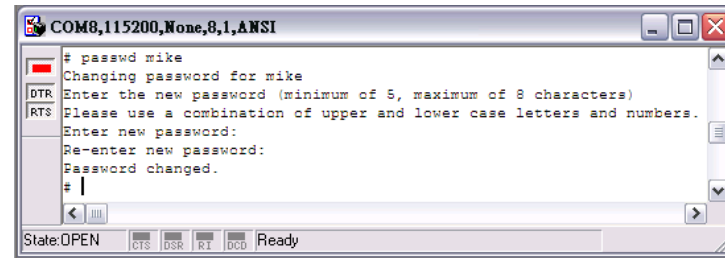 COM8,115200,None,8,1,ANSI
# passwd mike
Changing password for mike
Enter the new password (minimum of 5, maximum of 8 characters)
Please use a combination of upper and lower case letters and numbers.
Enter new password:
Re-enter new password:
Password changed.
#
DTR
RTS
State:OPEN CTS DSR RI DCD Ready